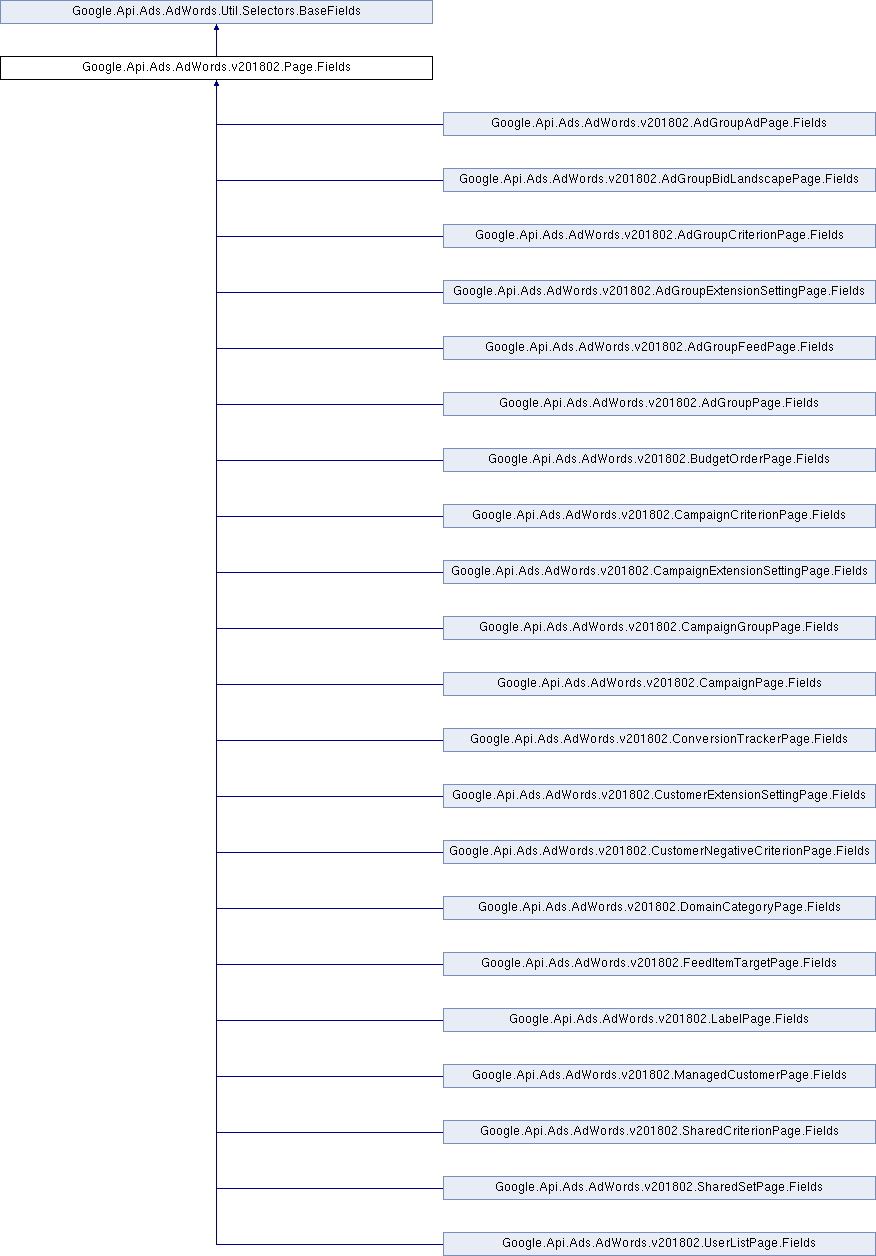 Google.Api.Ads.AdWords.Util.Selectors.BaseFields
Google.Api.Ads.AdWords.v201802.Page.Fields
Google.Api.Ads.AdWords.v201802.AdGroupAdPage.Fields
Google.Api.Ads.AdWords.v201802.AdGroupBidLandscapePage.Fields
Google.Api.Ads.AdWords.v201802.AdGroupCriterionPage.Fields
Google.Api.Ads.AdWords.v201802.AdGroupExtensionSettingPage.Fields
Google.Api.Ads.AdWords.v201802.AdGroupFeedPage.Fields
Google.Api.Ads.AdWords.v201802.AdGroupPage.Fields
Google.Api.Ads.AdWords.v201802.BudgetOrderPage.Fields
Google.Api.Ads.AdWords.v201802.CampaignCriterionPage.Fields
Google.Api.Ads.AdWords.v201802.CampaignExtensionSettingPage.Fields
Google.Api.Ads.AdWords.v201802.CampaignGroupPage.Fields
Google.Api.Ads.AdWords.v201802.CampaignPage.Fields
Google.Api.Ads.AdWords.v201802.ConversionTrackerPage.Fields
Google.Api.Ads.AdWords.v201802.CustomerExtensionSettingPage.Fields
Google.Api.Ads.AdWords.v201802.CustomerNegativeCriterionPage.Fields
Google.Api.Ads.AdWords.v201802.DomainCategoryPage.Fields
Google.Api.Ads.AdWords.v201802.FeedItemTargetPage.Fields
Google.Api.Ads.AdWords.v201802.LabelPage.Fields
Google.Api.Ads.AdWords.v201802.ManagedCustomerPage.Fields
Google.Api.Ads.AdWords.v201802.SharedCriterionPage.Fields
Google.Api.Ads.AdWords.v201802.SharedSetPage.Fields
Google.Api.Ads.AdWords.v201802.UserListPage.Fields